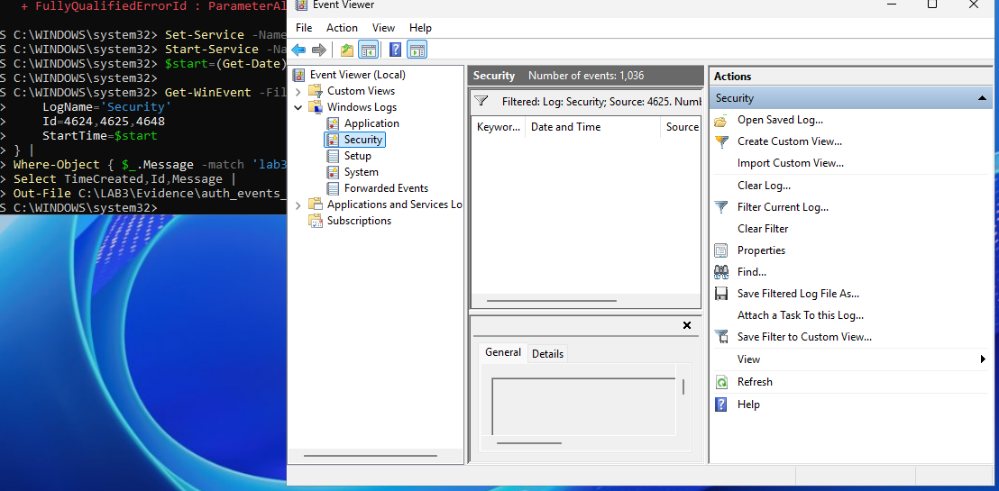 + FullyQualifiedErrorId : ParameterAl
S C:\WINDOWS\system32> Set-Service -Name
S C:\WINDOWS\system32> Start-Service -Na
S C:\WINDOWS\system32> $start=(Get-Date)
S C:\WINDOWS\system32>
S C:\WINDOWS\system32> Get-WinEvent -Fil
> LogName='Security'
> Id=4624,4625,4648
> StartTime=$start
> } |
> Where-Object { $_.Message -match 'lab3
> Select TimeCreated,Id,Message |
> Out-File C:\LAB3\Evidence\auth_events_
S C:\WINDOWS\system32>
Event Viewer
File Action View Help
Event Viewer (Local)
Custom Views
Windows Logs
Application
Security
Setup
System
Forwarded Events
Applications and Services Lo
Subscriptions
Security Number of events: 1,036
Filtered: Log: Security; Source: 4625. Numb
Keywor... Date and Time Source
General Details
Actions
Security
Open Saved Log...
Create Custom View...
Import Custom View...
Clear Log...
Filter Current Log...
Clear Filter
Properties
Find...
Save Filtered Log File As...
Attach a Task To this Log...
Save Filter to Custom View...
View
Refresh
Help